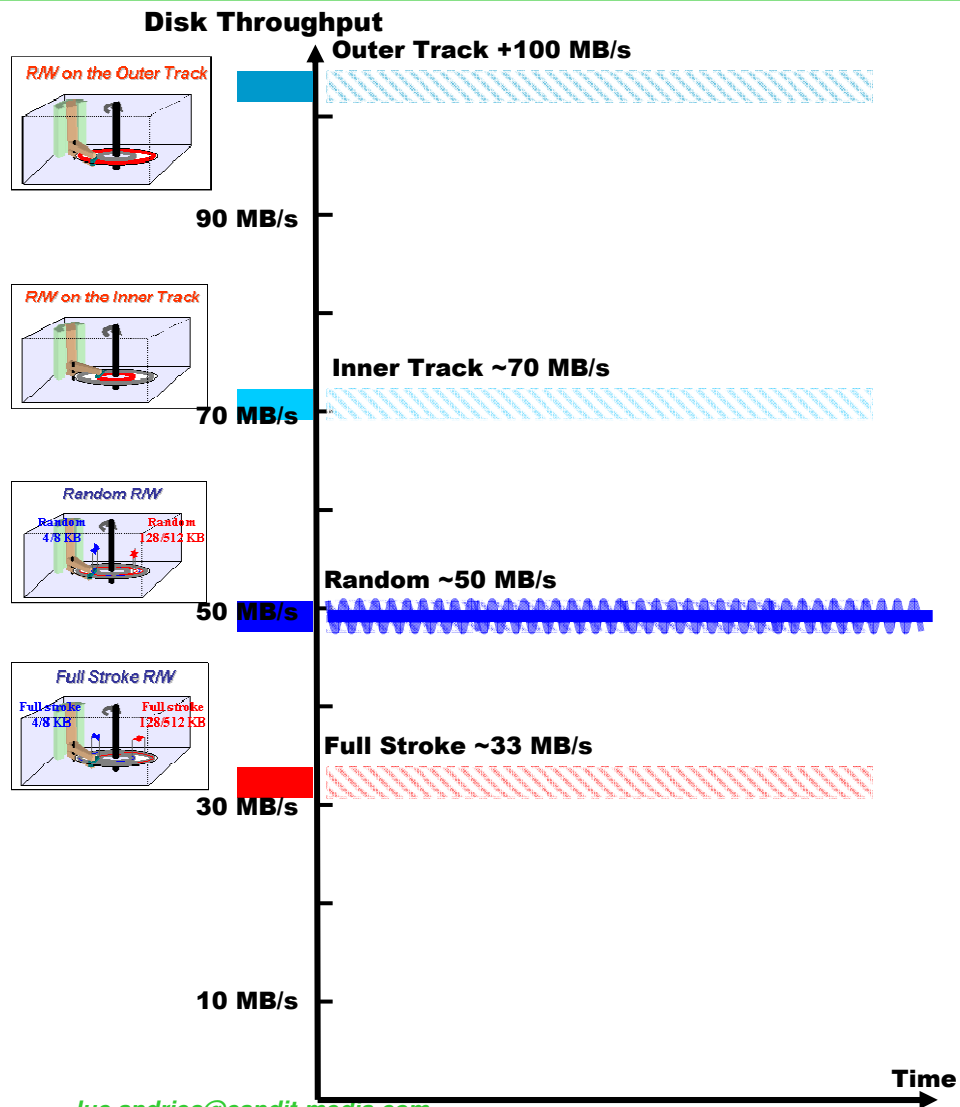 Disk Throughput
Outer Track +100 MB/s
R/W on the Outer Track
90 MB/s
R/W on the Inner Track
Inner Track ~70 MB/s
70 MB/s
Random R/W
Random
4/8 KB
Random
128/512 KB
Random ~50 MB/s
50 MB/s
Full Stroke R/W
Full stroke
4/8 KB
Full stroke
128/512 KB
Full Stroke ~33 MB/s
30 MB/s
10 MB/s
Time